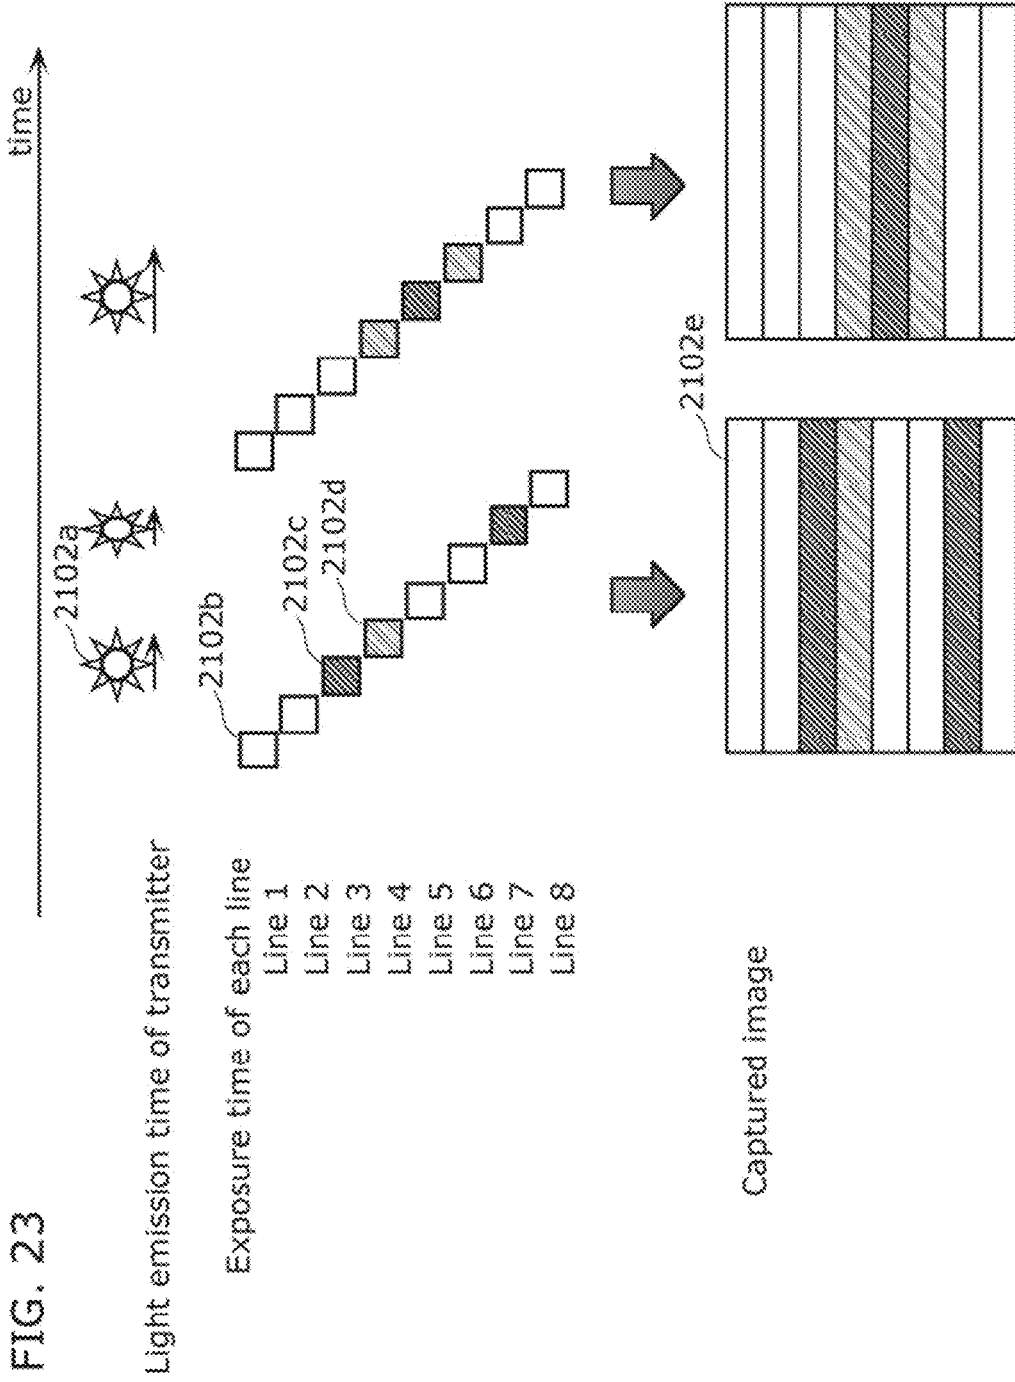 FIG. 23
time
2102a
Light emission time of transmitter
2102b
Exposure time of each line
Line 1
2102c
Line 2
2102d
Line 3
Line 4
Line 5
Line 6
Line 7
Line 8
2102e
Captured image